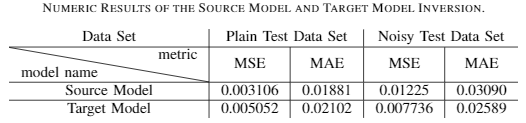 NUMERIC RESULTS OF THE SOURCE MODEL AND TARGET MODEL INVERSION.
Data Set Plain Test Data Set Noisy Test Data Set
metric
model name MSE MAE MSE MAE
Source Model 0.003106 0.01881 0.01225 0.03090
Target Model 0.005052 0.02102 0.007736 0.02589